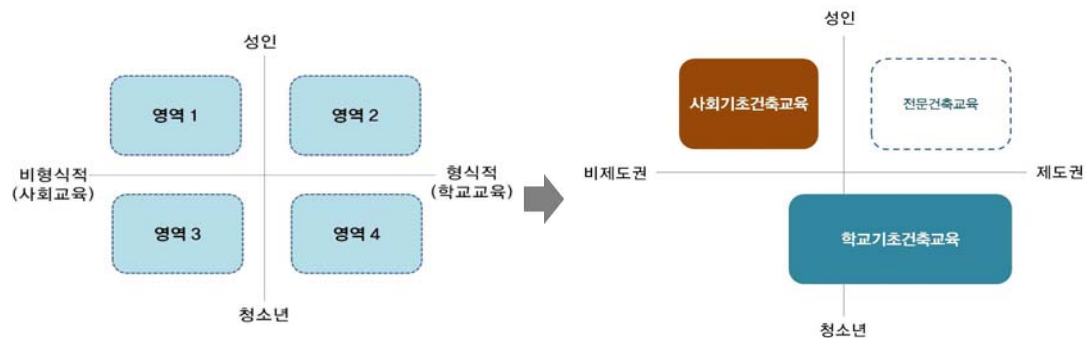 성인
영역 1
영역 2
비형식적
(사회교육)
형식적
(학교교육)
영역 3
영역 4
청소년
성인
사회기초건축교육
전문건축교육
비제도권
제도권
학교기초건축교육
청소년